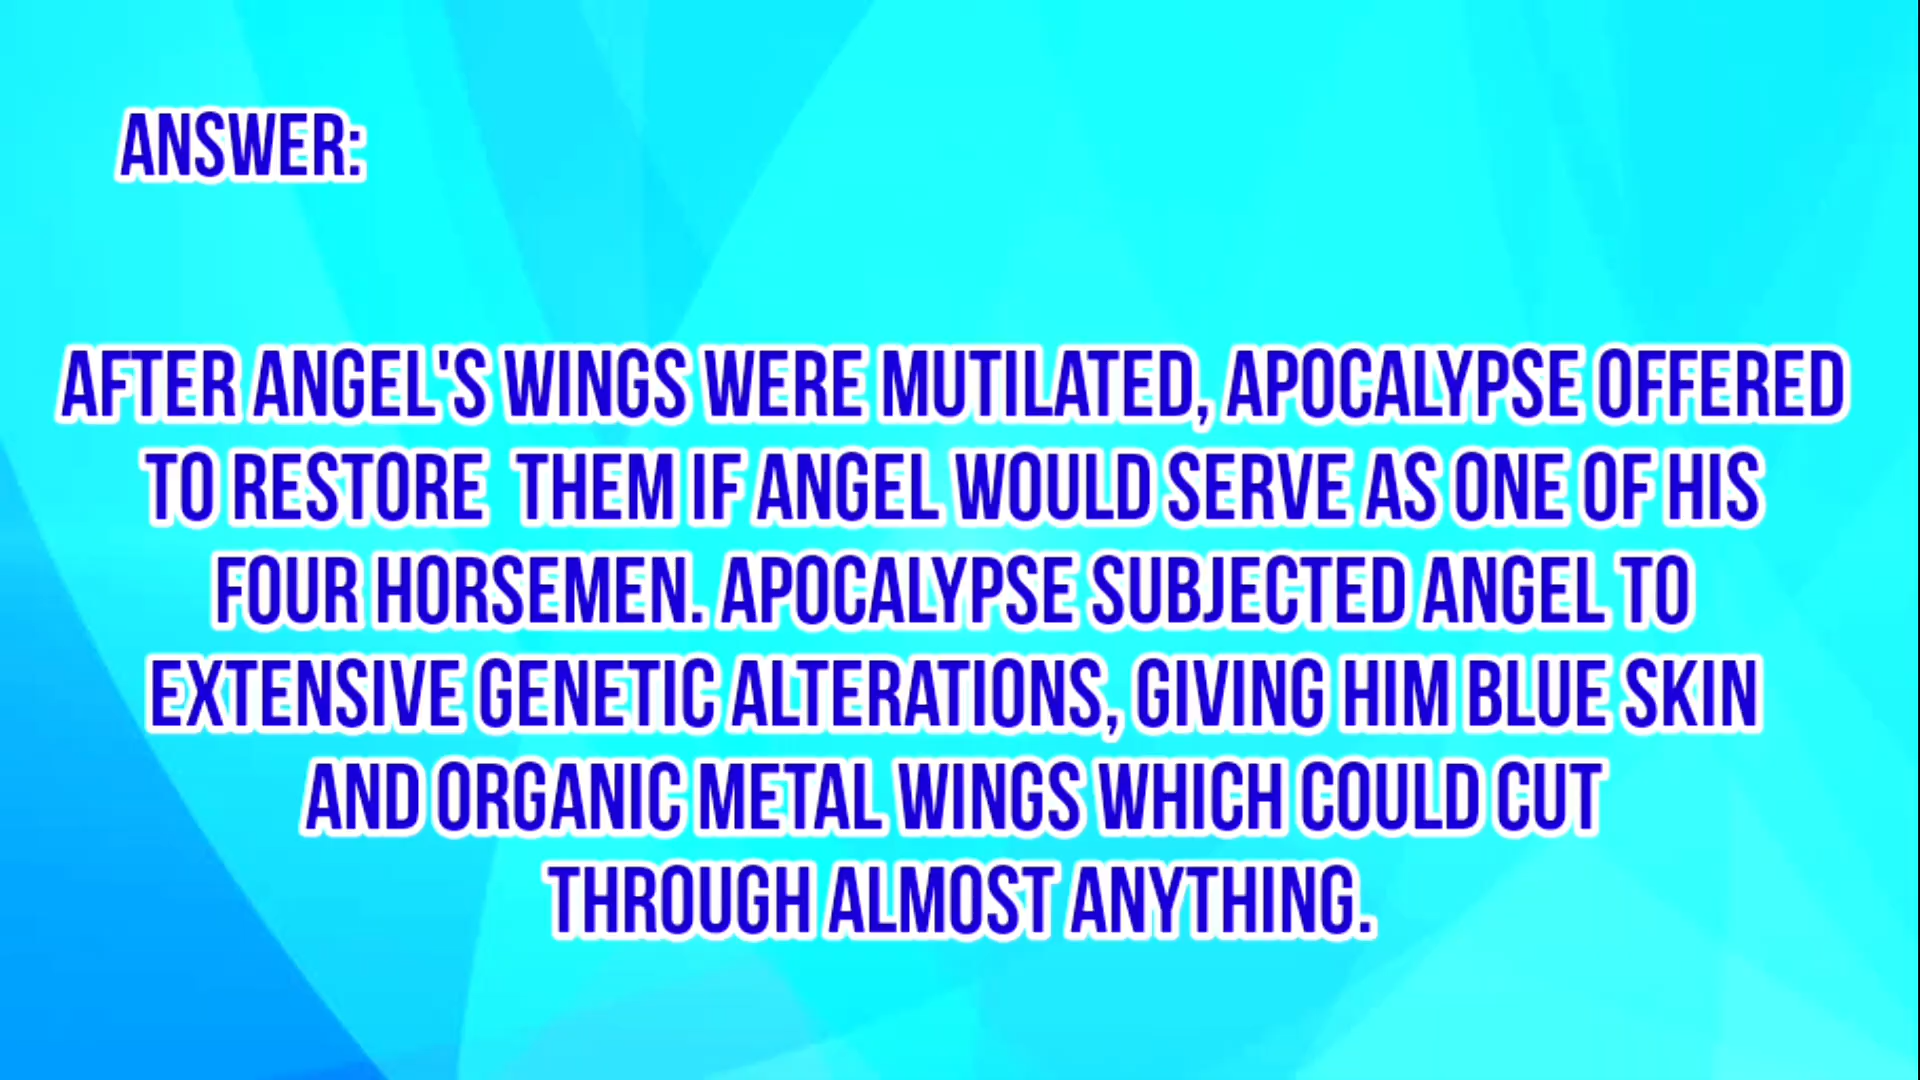 ANSWER:
AFTER ANGEL'S WINGS WERE MUTILATED, APOCALYPSE OFFERED
TO RESTORE  THEM IF ANGEL WOULD SERVE AS ONE OF HIS
FOUR HORSEMEN. APOCALYPSE SUBJECTED ANGEL TO
EXTENSIVE GENETIC ALTERATIONS, GIVING HIM BLUE SKIN
AND ORGANIC METAL WINGS WHICH COULD CUT
THROUGH ALMOST ANYTHING.